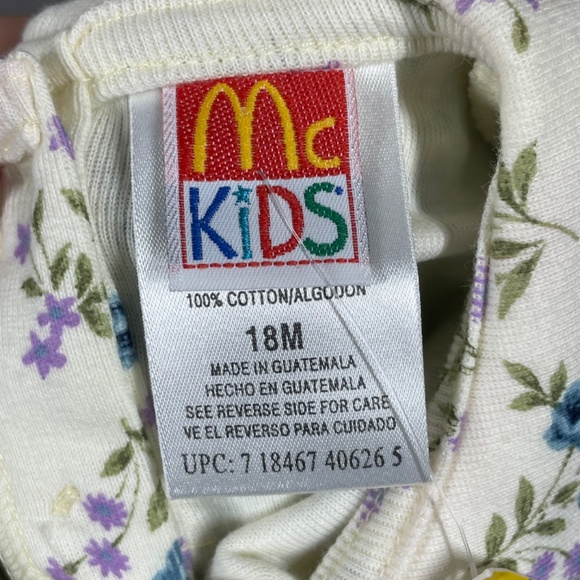 Mc
KiDS
100% COTTON/ALGODON
18M
MADE IN GUATEMALA
HECHO EN GUATEMALA
SEE REVERSE SIDE FOR CARE
VE EL REVERSO PARA CUIDADO
UPC: 7 18467 40626 5